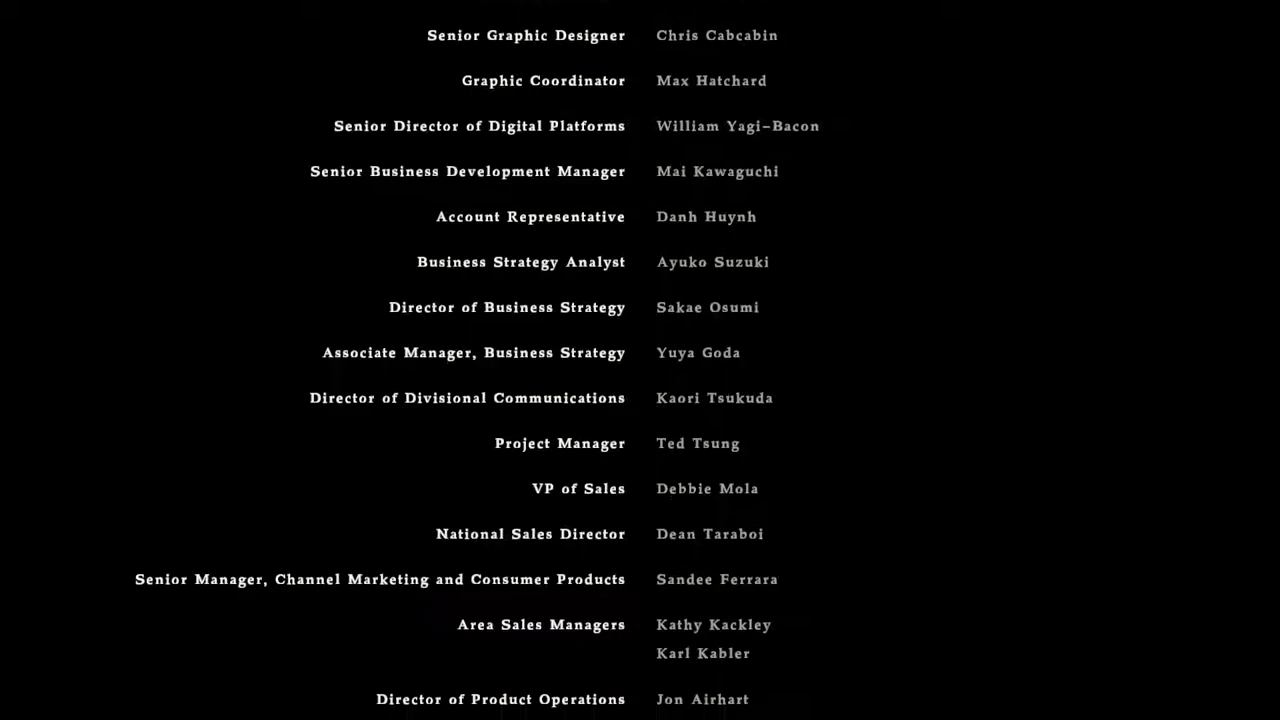 Senior Graphic Designer Chris Cabcabin
Graphic Coordinator Max Hatchard
Senior Director of Digital Platforms William Yagi-Bacon
Senior Business Development Manager Mai Kawaguchi
Account Representative Danh Huynh
Business Strategy Analyst Ayuko Suzuki
Director of Business Strategy Sakae Osumi
Associate Manager, Business Strategy Yuya Goda
Director of Divisional Communications Kaori Tsukuda
Project Manager Ted Tsung
VP of Sales Debbie Mola
National Sales Director Dean Taraboi
Senior Manager, Channel Marketing and Consumer Products Sandee Ferrara
Area Sales Managers Kathy Kackley
Karl Kabler
Director of Product Operations Jon Airhart